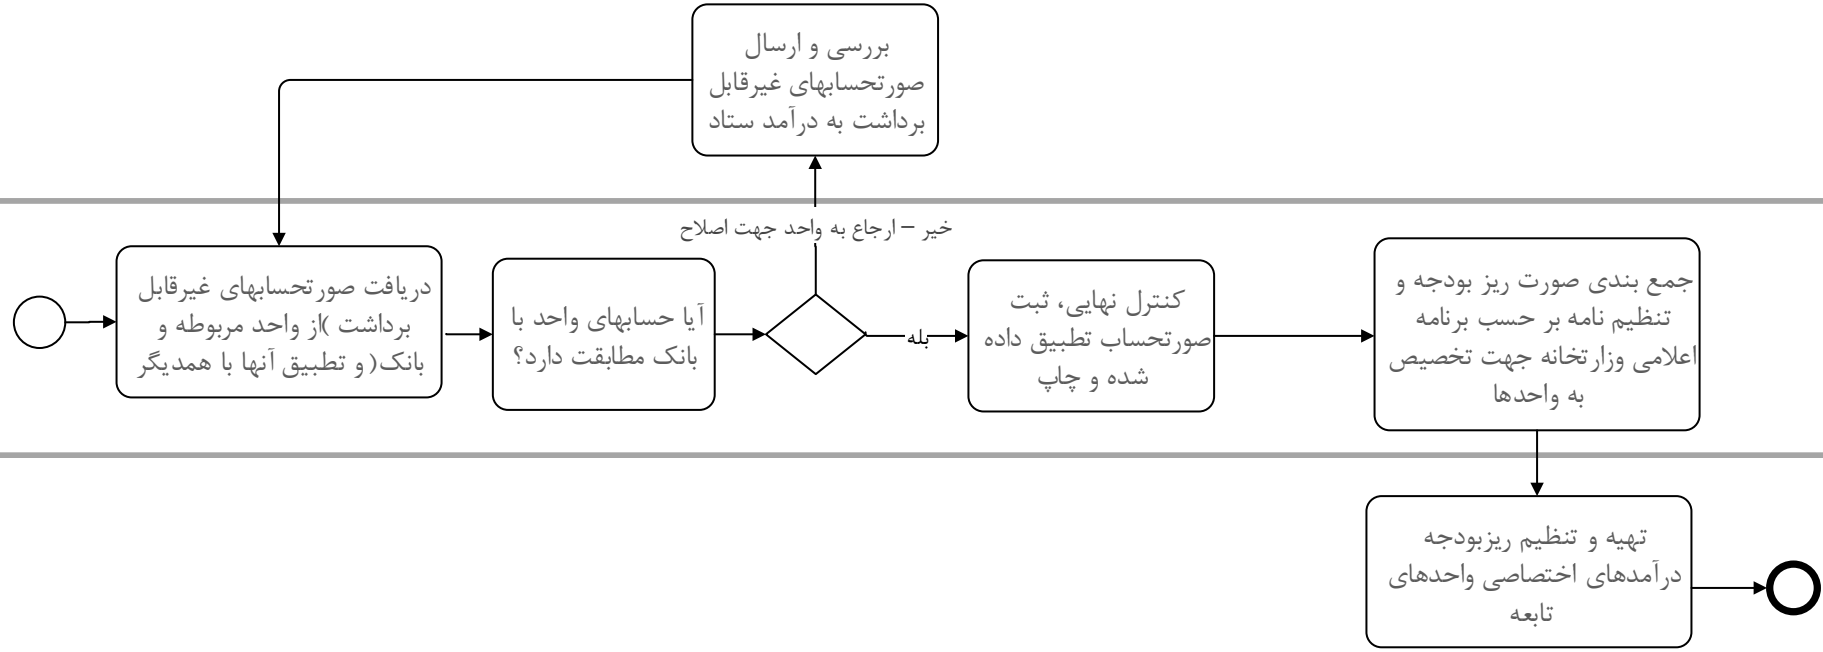 بررسی و ارسال
صورتحسابهای غیرقابل
برداشت به درآمد ستاد
خیر – ارجاع به واحد جهت اصلاح
دریافت صورتحسابهای غیرقابل
برداشت )از واحد مربوطه و
بانک( و تطبیق آنها با همدیگر
آیا حسابهای واحد با
بانک مطابقت دارد؟
بله
کنترل نهایی، ثبت
صورتحساب تطبیق داده
شده و چاپ
جمع بندی صورت ریز بودجه و
تنظیم نامه بر حسب برنامه
اعلامی وزارتخانه جهت تخصیص
به واحدها
تهیه و تنظیم ریزبودجه
درآمدهای اختصاصی واحدهای
تابعه